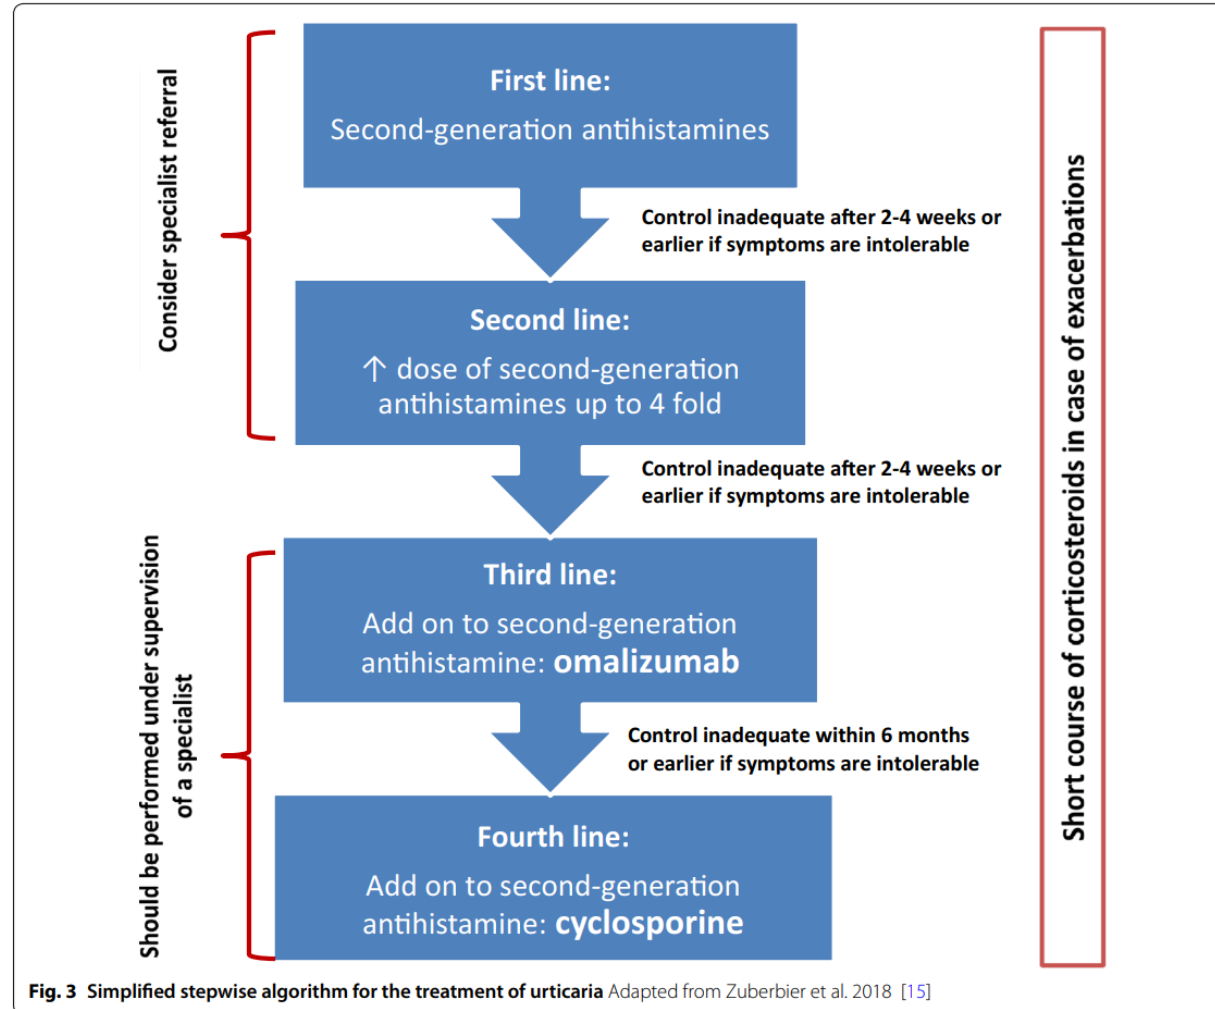 Consider specialist referral
First line:
Second-generation antihistamines
Control inadequate after 2-4 weeks or
earlier if symptoms are intolerable
Second line:
↑ dose of second-generation
antihistamines up to 4 fold
Control inadequate after 2-4 weeks or
earlier if symptoms are intolerable
Should be performed under supervision
of a specialist
Third line:
Add on to second-generation
antihistamine: omalizumab
Control inadequate within 6 months
or earlier if symptoms are intolerable
Fourth line:
Add on to second-generation
antihistamine: cyclosporine
Short course of corticosteroids in case of exacerbations
Fig. 3 Simplified stepwise algorithm for the treatment of urticaria Adapted from Zuberbier et al. 2018 [15]